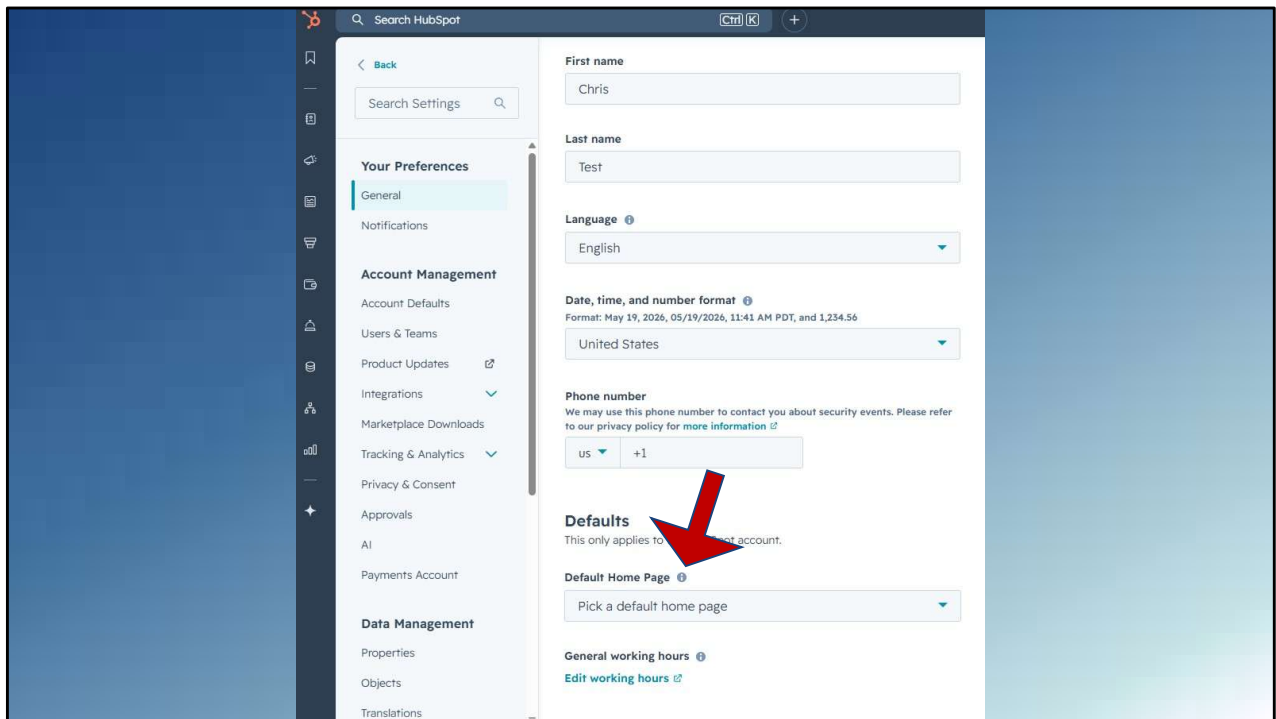 Search HubSpot
Ctrl K
+
Back
Search Settings
Your Preferences
General
Notifications
Account Management
Account Defaults
Users & Teams
Product Updates
Integrations
Marketplace Downloads
Tracking & Analytics
Privacy & Consent
Approvals
AI
Payments Account
Data Management
Properties
Objects
Translations
First name
Chris
Last name
Test
Language
English
Date, time, and number format
Format: May 19, 2026, 05/19/2026, 11:41 AM PDT, and 1,234.56
United States
Phone number
We may use this phone number to contact you about security events. Please refer
to our privacy policy for more information
us
+1
Defaults
This only applies to account.
Default Home Page
Pick a default home page
General working hours
Edit working hours